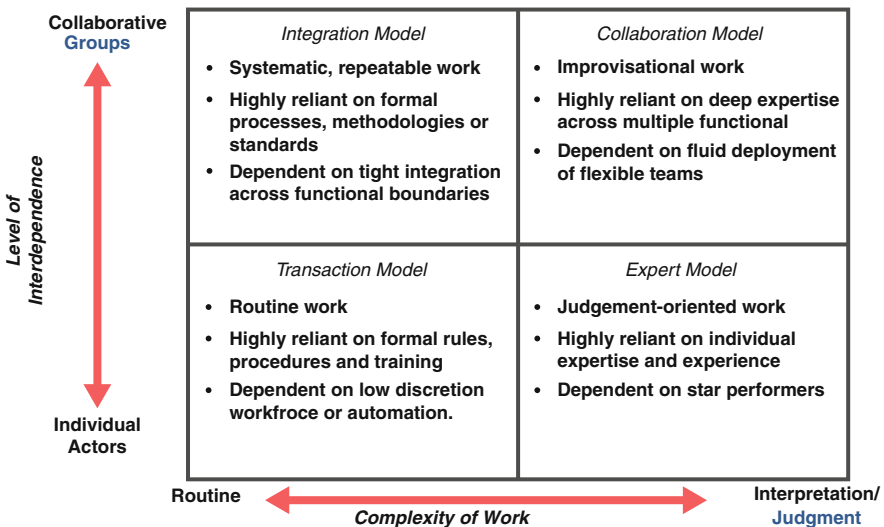 Collaborative
Groups
Level of
Interdependence
Individual
Actors
Integration Model
• Systematic, repeatable work
• Highly reliant on formal
processes, methodologies or
standards
• Dependent on tight integration
across functional boundaries
Collaboration Model
• Improvisational work
• Highly reliant on deep expertise
across multiple functional
• Dependent on fluid deployment
of flexible teams
Transaction Model
• Routine work
• Highly reliant on formal rules,
procedures and training
• Dependent on low discretion
workfroce or automation.
Expert Model
• Judgement-oriented work
• Highly reliant on individual
expertise and experience
• Dependent on star performers
Routine
Complexity of Work
Interpretation/
Judgment